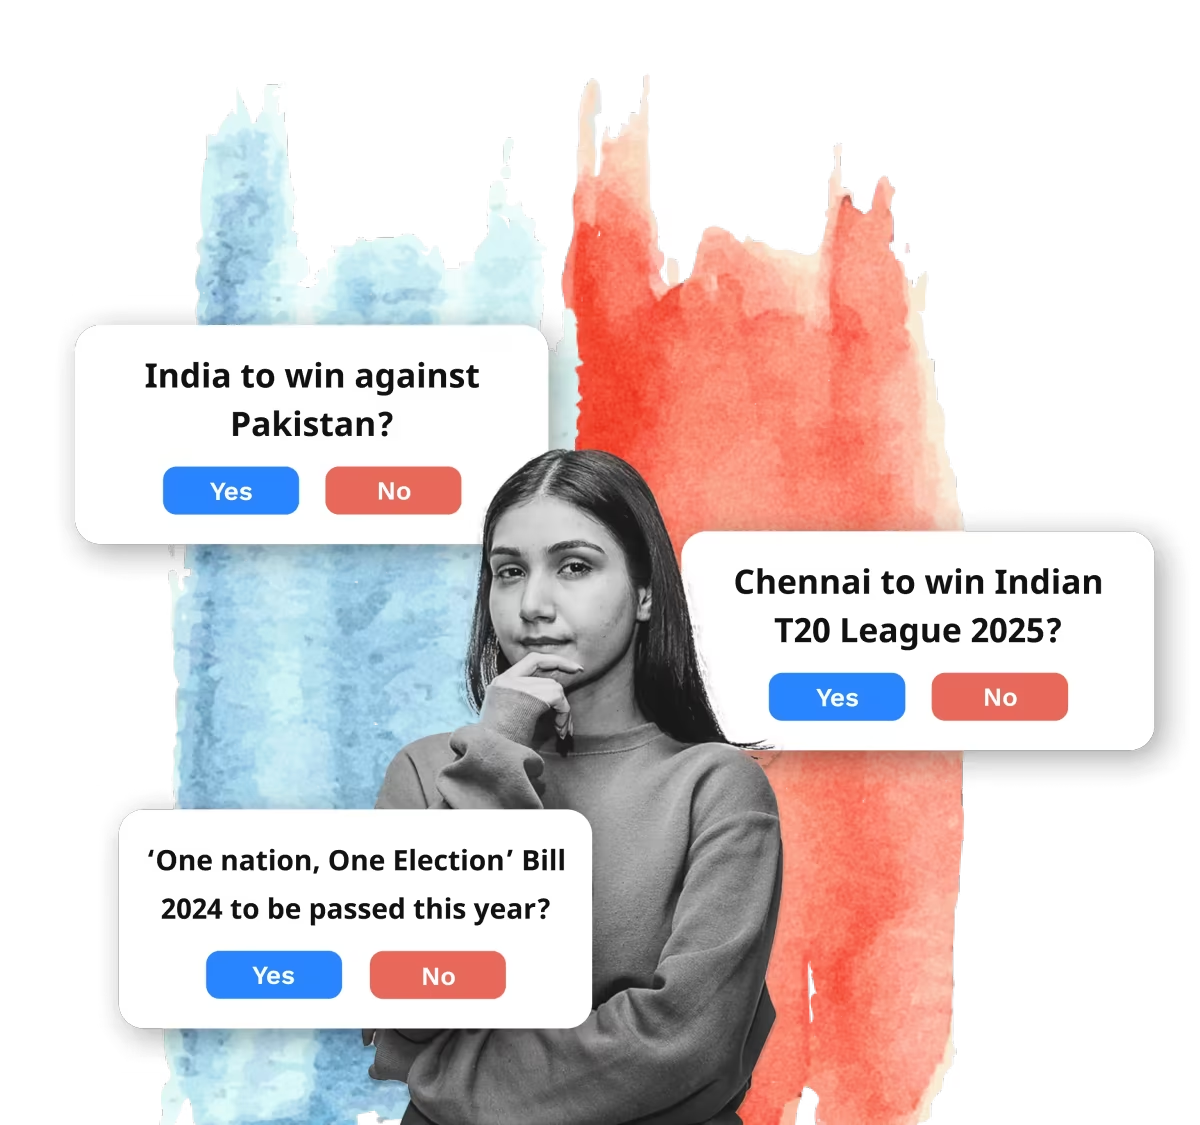 India to win against
Pakistan?
Yes No
Chennai to win Indian
T20 League 2025?
Yes No
‘One nation, One Election’ Bill
2024 to be passed this year?
Yes No